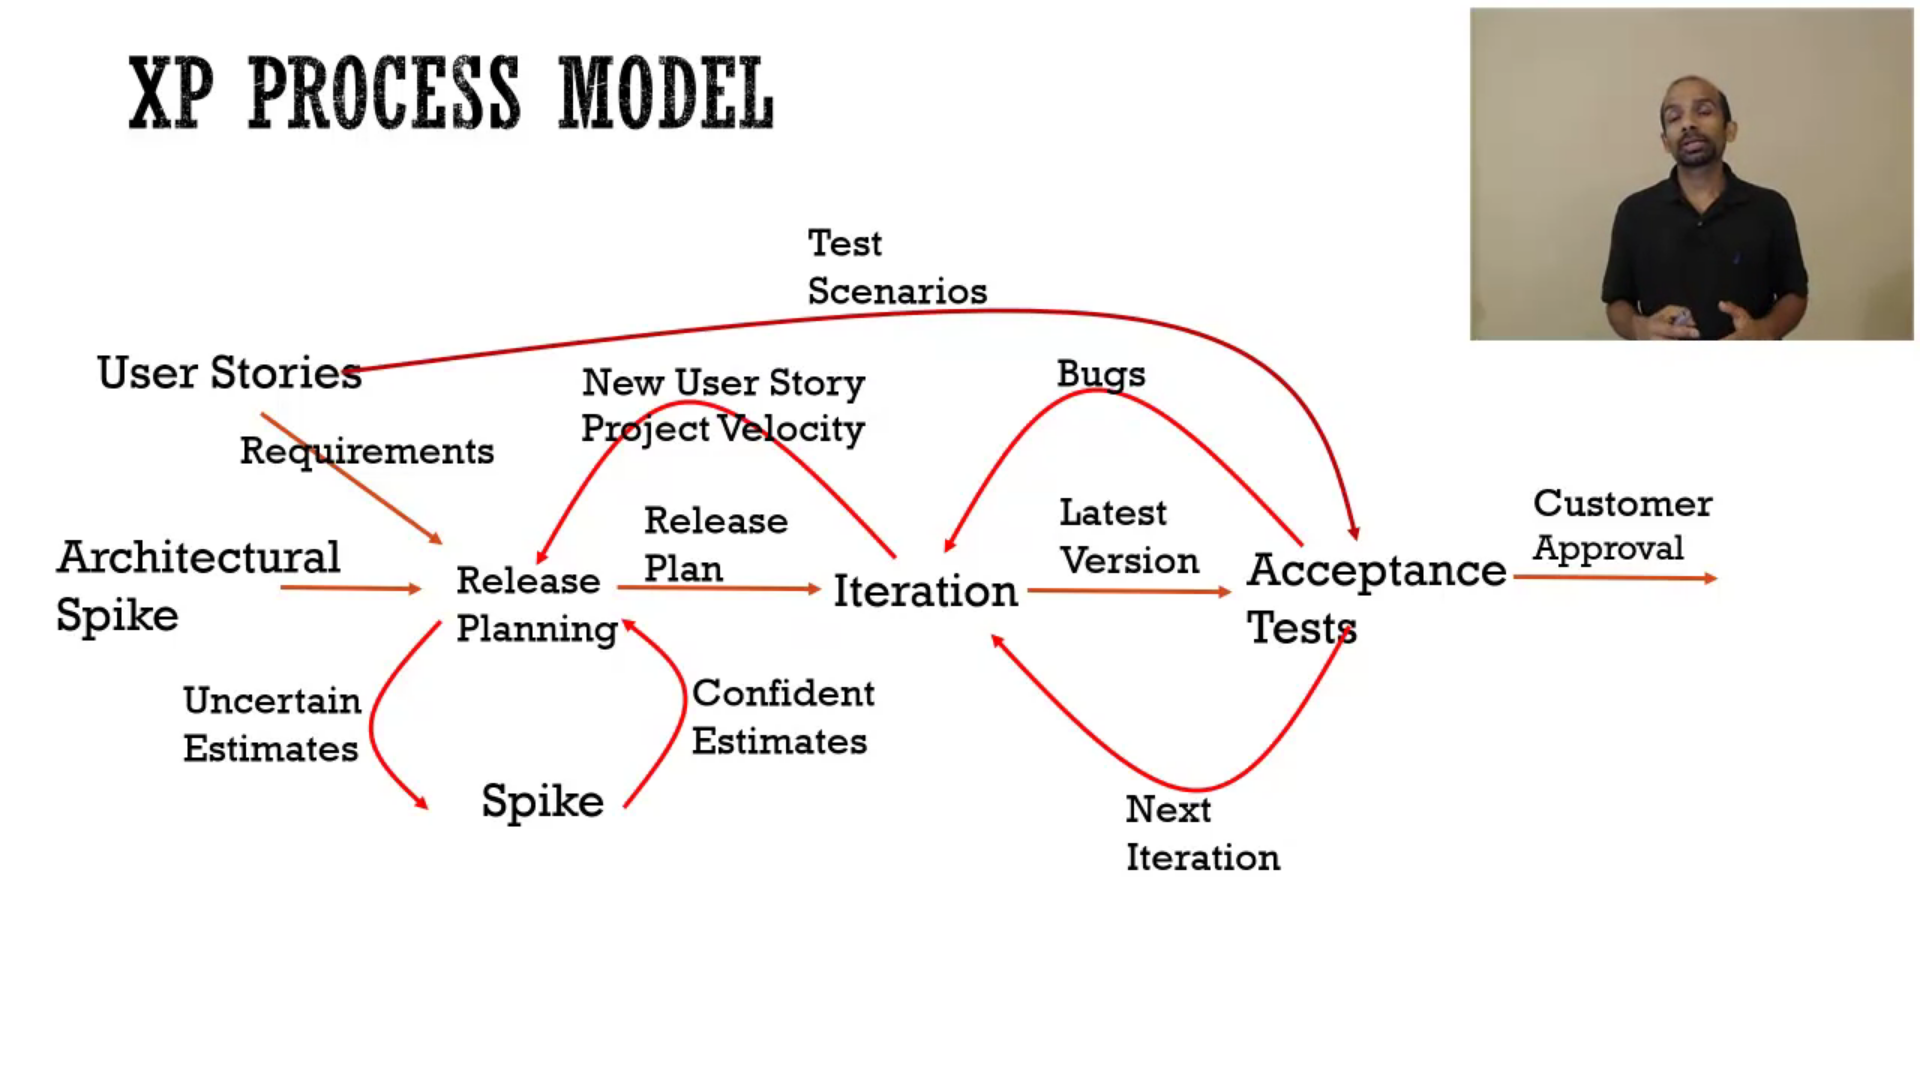 XP PROCESS MODEL
Test
Scenarios
User Stories
New User Story
Project Velocity
Bugs
Requirements
Release
Plan
Latest
Version
Customer
Approval
Architectural
Spike
Release
Planning
Iteration
Acceptance
Tests
Uncertain
Estimates
Confident
Estimates
Spike
Next
Iteration